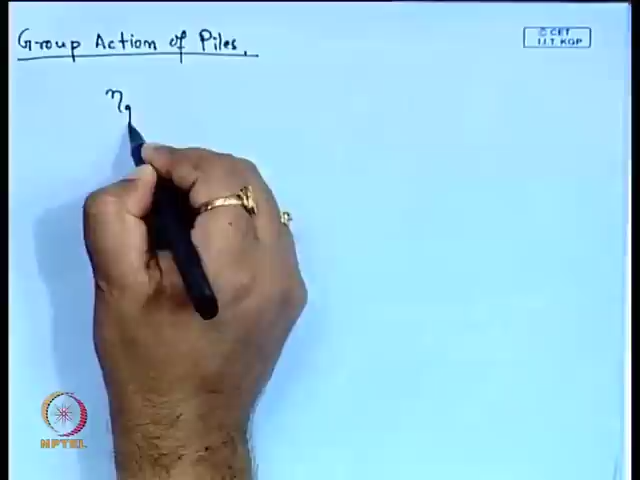 Group Action of Piles.
© CET
I.I.T. KGP
η g
NPTEL